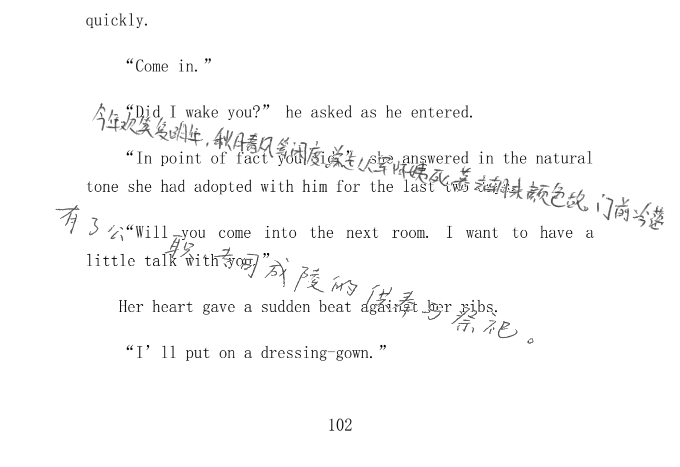 quickly.
“Come in.”
“Did I wake you?” he asked as he entered.
今年欢笑复明年，秋月春风等闲度。弟走从军阿姨死，暮去朝来颜色故，门前冷落
“In point of fact you did,” she answered in the natural
tone she had adopted with him for the last two
有了公职，专司成陵的供奉与祭祀。
“Will you come into the next room. I want to have a
little talk with you.”
Her heart gave a sudden beat against her ribs.
“I’ll put on a dressing-gown.”
102